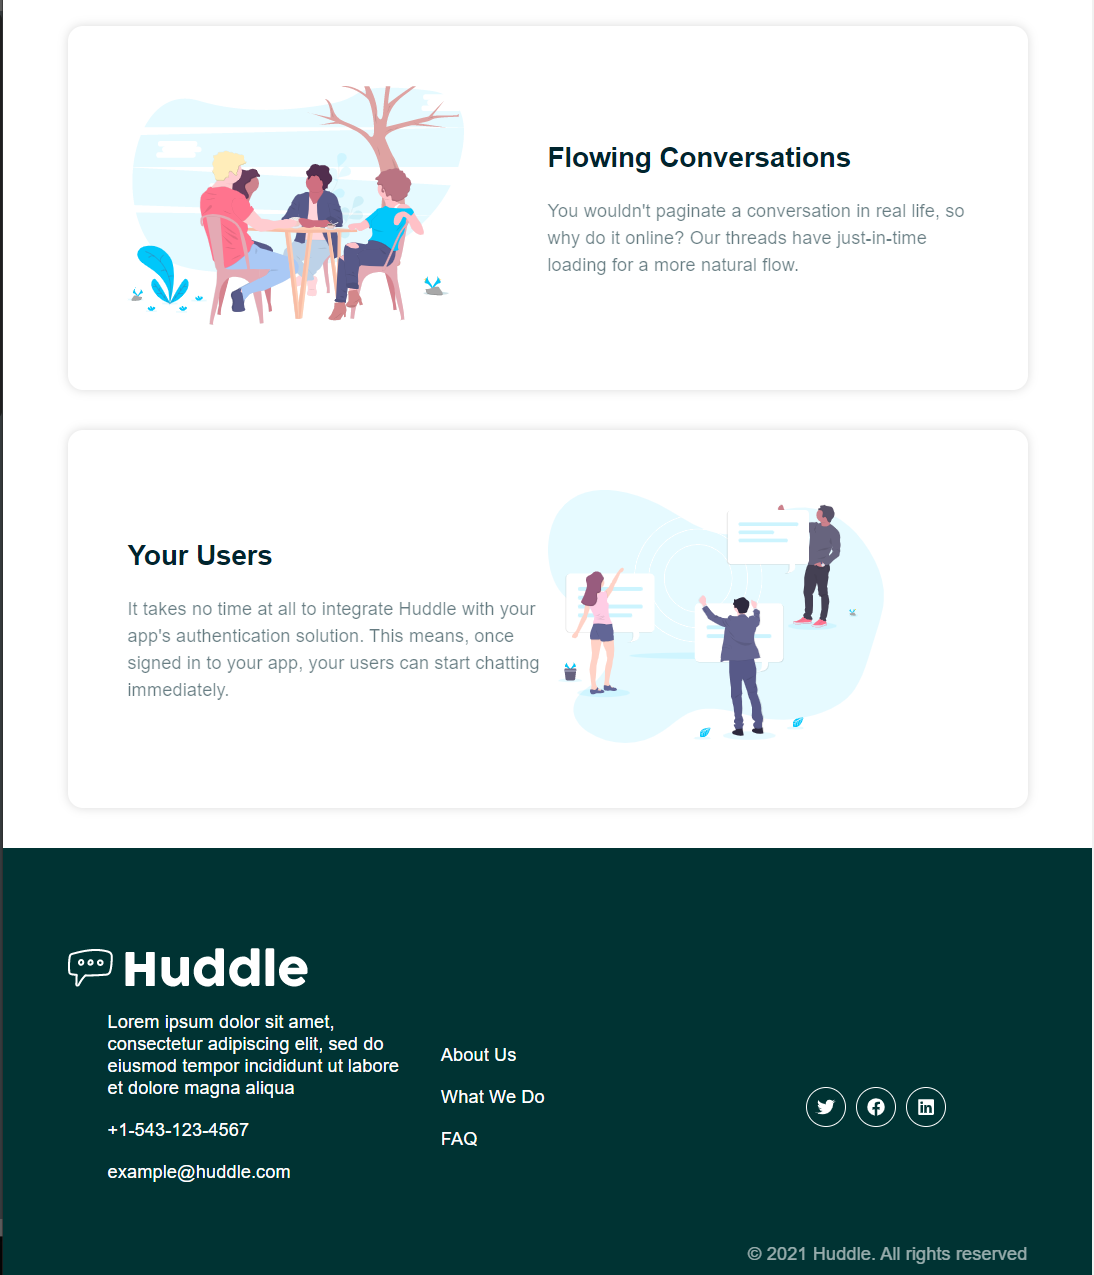 Flowing Conversations
You wouldn't paginate a conversation in real life, so
why do it online? Our threads have just-in-time
loading for a more natural flow.
Your Users
It takes no time at all to integrate Huddle with your
app's authentication solution. This means, once
signed in to your app, your users can start chatting
immediately.
Huddle
Lorem ipsum dolor sit amet,
consectetur adipiscing elit, sed do
eiusmod tempor incididunt ut labore
et dolore magna aliqua
+1-543-123-4567
example@huddle.com
About Us
What We Do
FAQ
© 2021 Huddle. All rights reserved